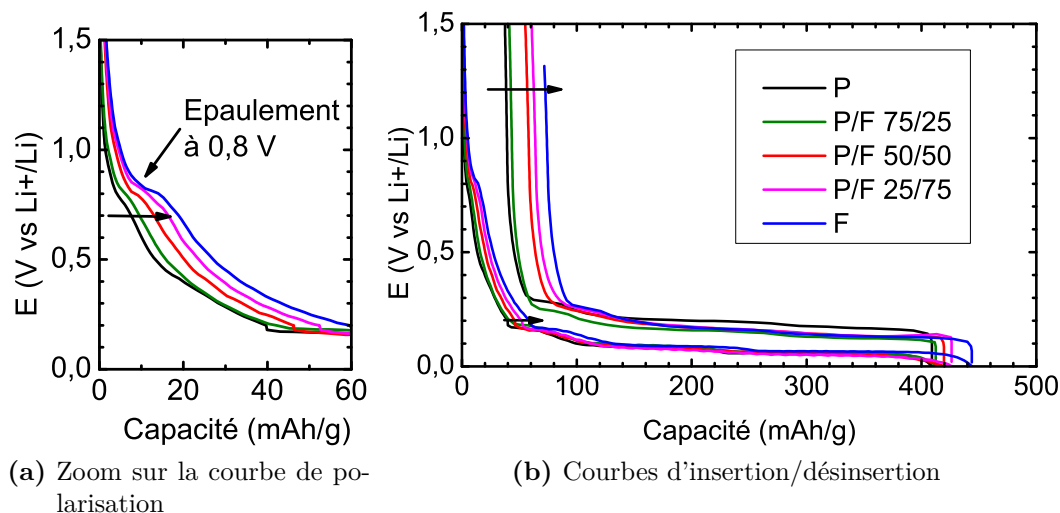 1,5
1,0
0,5
0,0
E (V vs Li+/Li)
Epaulement
à 0,8 V
0 20 40 60
Capacité (mAh/g)
(a) Zoom sur la courbe de po-
larisation
1,5
1,0
0,5
0,0
E (V vs Li+/Li)
P
P/F 75/25
P/F 50/50
P/F 25/75
F
0 100 200 300 400 500
Capacité (mAh/g)
(b) Courbes d'insertion/désinsertion